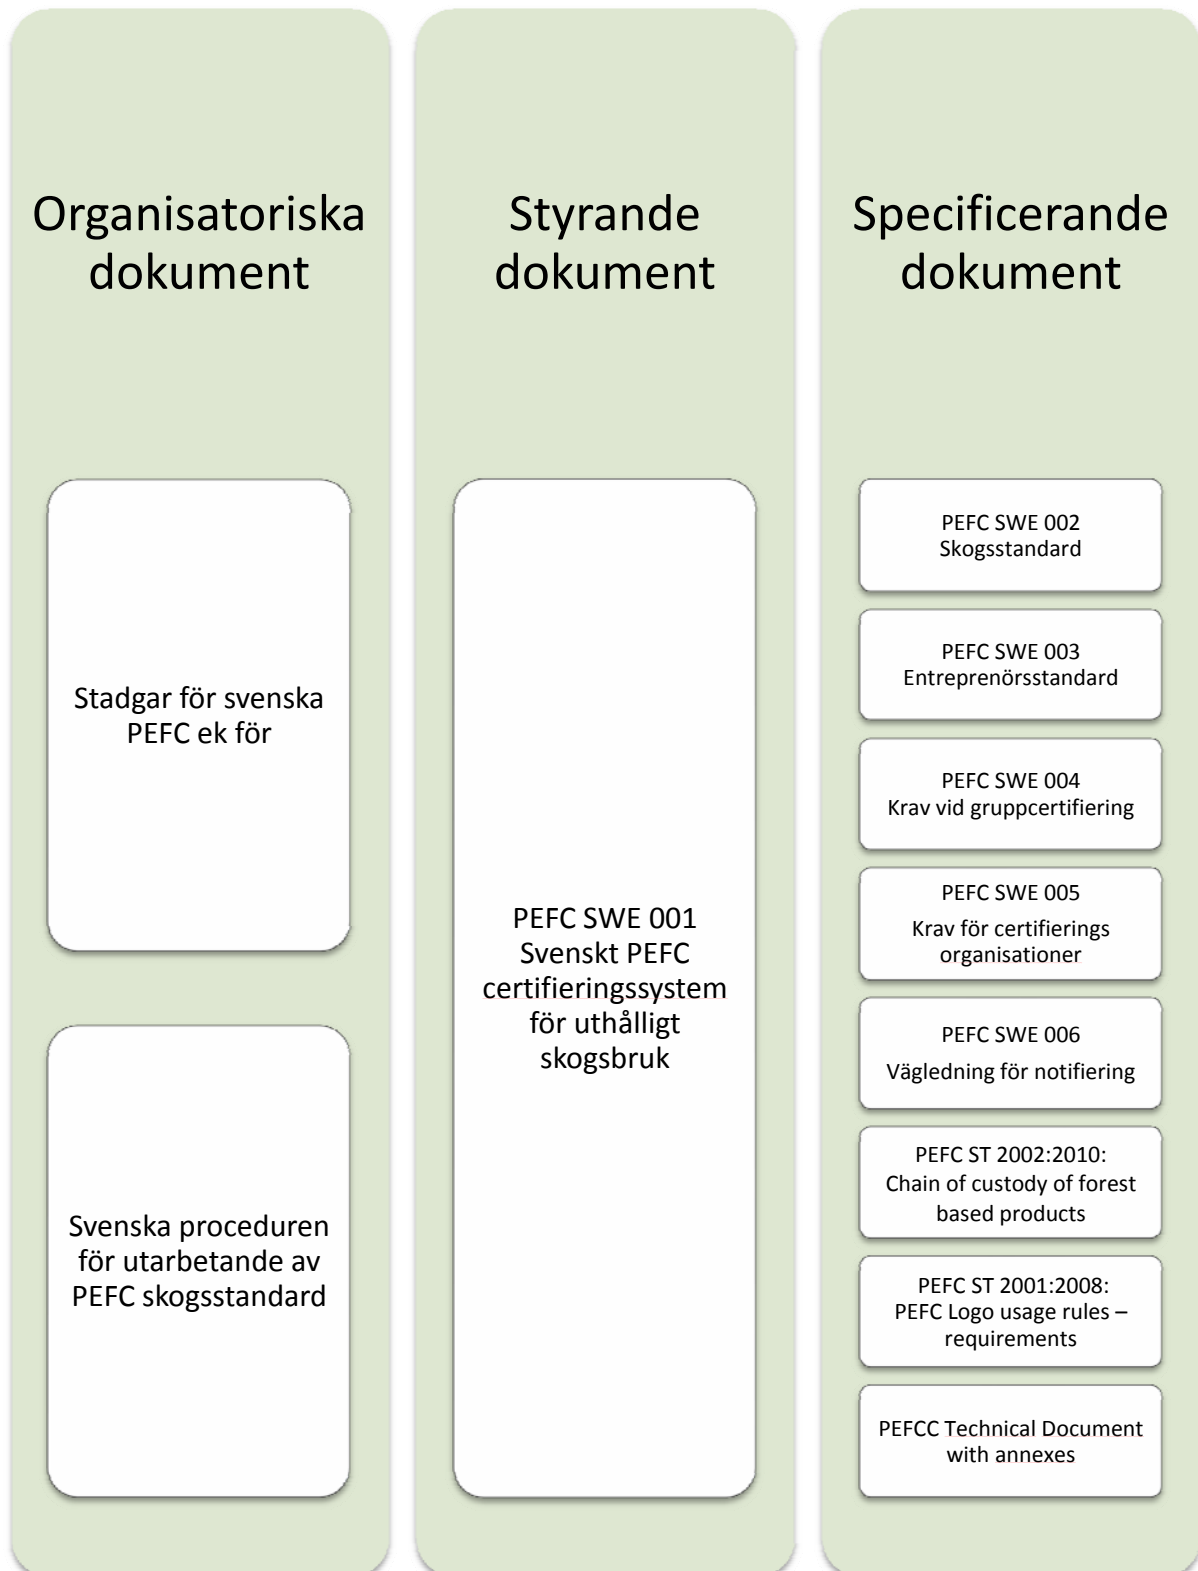 Organisatoriska
dokument
Stadgar för svenska
PEFC ek för
Svenska proceduren
för utarbetande av
PEFC skogsstandard
Styrande
dokument
PEFC SWE 001
Svenskt PEFC
certifieringssystem
för uthålligt
skogsbruk
Specificerande
dokument
PEFC SWE 002
Skogsstandard
PEFC SWE 003
Entreprenörsstandard
PEFC SWE 004
Krav vid gruppcertifiering
PEFC SWE 005
Krav för certifierings
organisationer
PEFC SWE 006
Vägledning för notifiering
PEFC ST 2002:2010:
Chain of custody of forest
based products
PEFC ST 2001:2008:
PEFC Logo usage rules –
requirements
PEFCC Technical Document
with annexes